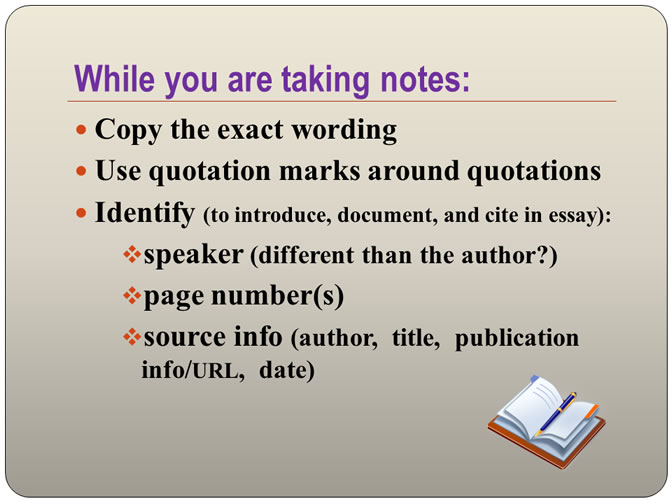 While you are taking notes:
• Copy the exact wording
• Use quotation marks around quotations
• Identify (to introduce, document, and cite in essay):
❖speaker (different than the author?)
❖page number(s)
❖source info (author, title, publication
info/URL, date)